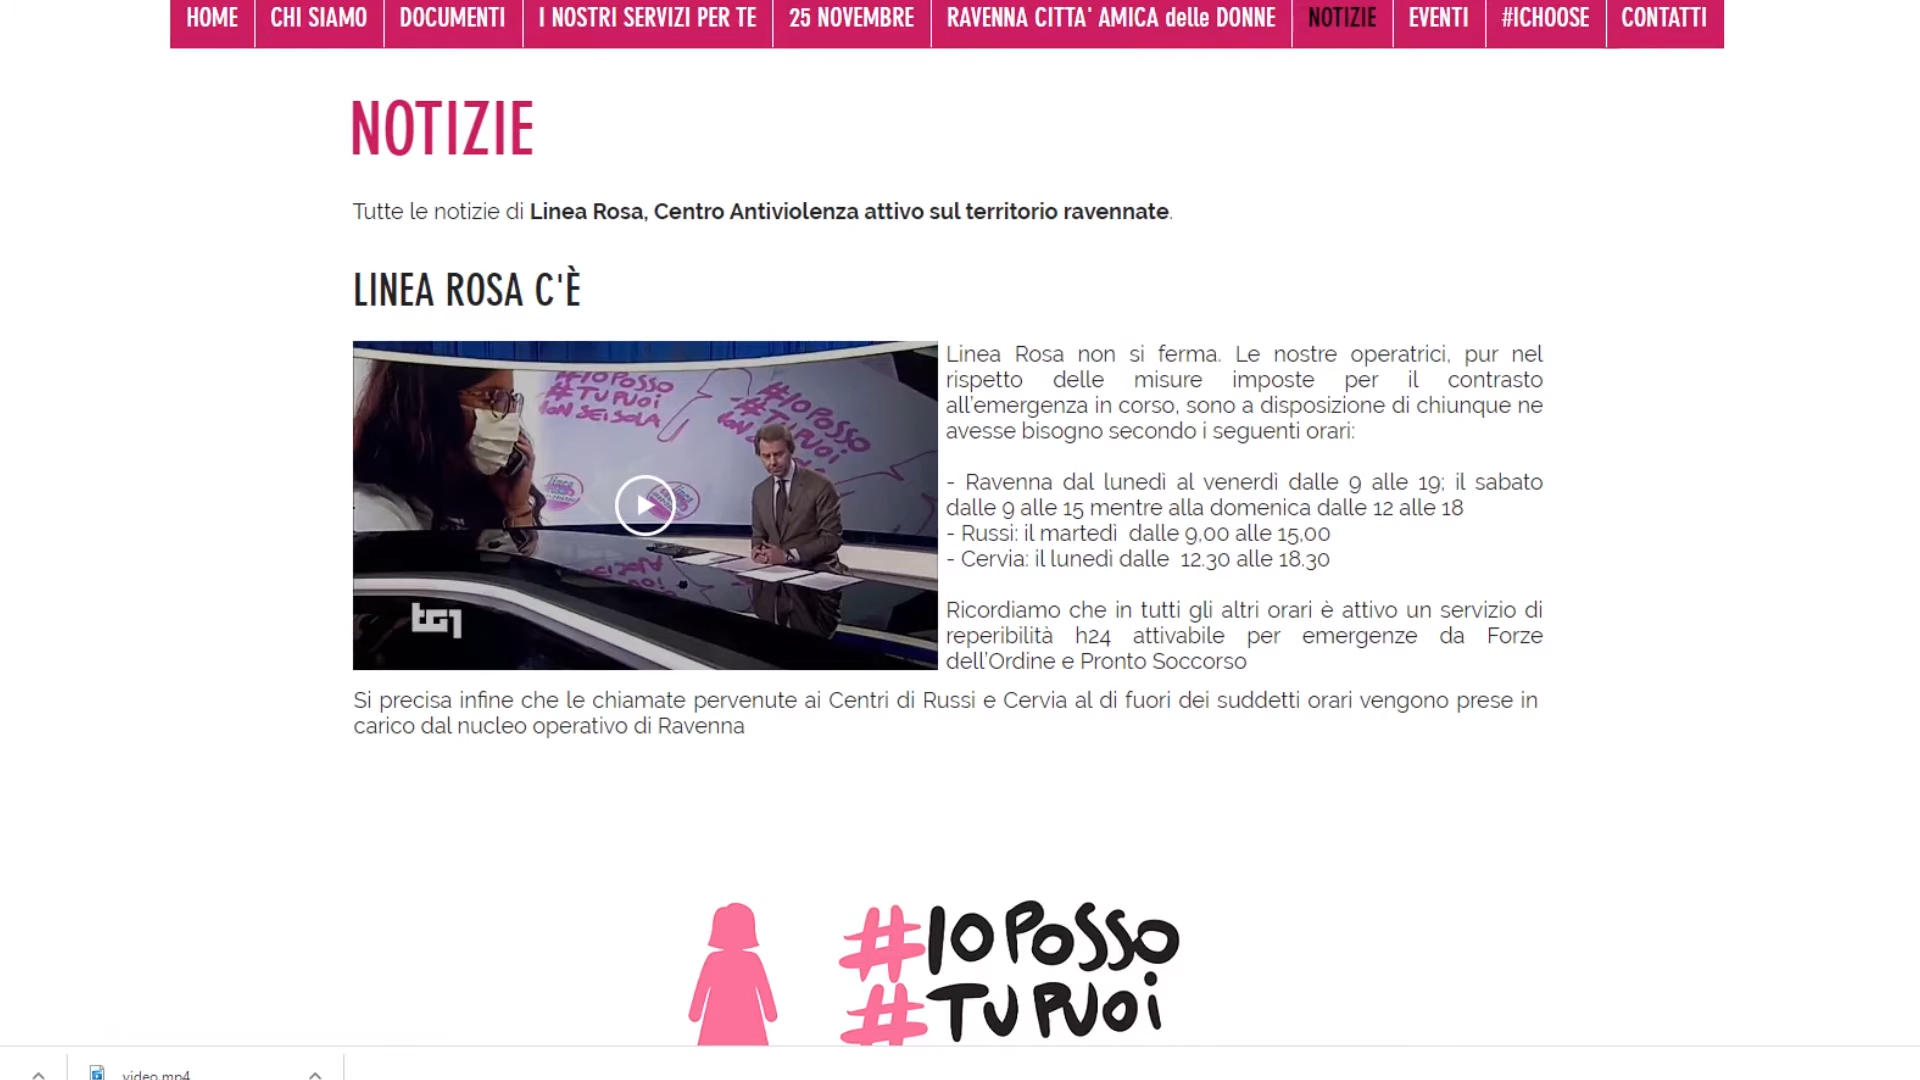 HOME CHI SIAMO DOCUMENTI I NOSTRI SERVIZI PER TE 25 NOVEMBRE RAVENNA CITTA' AMICA delle DONNE NOTIZIE EVENTI #ICHOOSE CONTATTI
NOTIZIE
Tutte le notizie di Linea Rosa, Centro Antiviolenza attivo sul territorio ravennate.
LINEA ROSA C'È
#IO POSSO
#TU PUOI
NON SEI SOLA
#IO POSSO
#TU PUOI
tg1
Linea Rosa non si ferma. Le nostre operatrici, pur nel
rispetto delle misure imposte per il contrasto
all'emergenza in corso, sono a disposizione di chiunque ne
avesse bisogno secondo i seguenti orari:
- Ravenna dal lunedì al venerdì dalle 9 alle 19; il sabato
dalle 9 alle 15 mentre alla domenica dalle 12 alle 18
- Russi: il martedì dalle 9,00 alle 15,00
- Cervia: il lunedì dalle 12.30 alle 18.30
Ricordiamo che in tutti gli altri orari è attivo un servizio di
reperibilità h24 attivabile per emergenze da Forze
dell'Ordine e Pronto Soccorso
Si precisa infine che le chiamate pervenute ai Centri di Russi e Cervia al di fuori dei suddetti orari vengono prese in
carico dal nucleo operativo di Ravenna
#IO POSSO
#TU PUOI
video.mp4